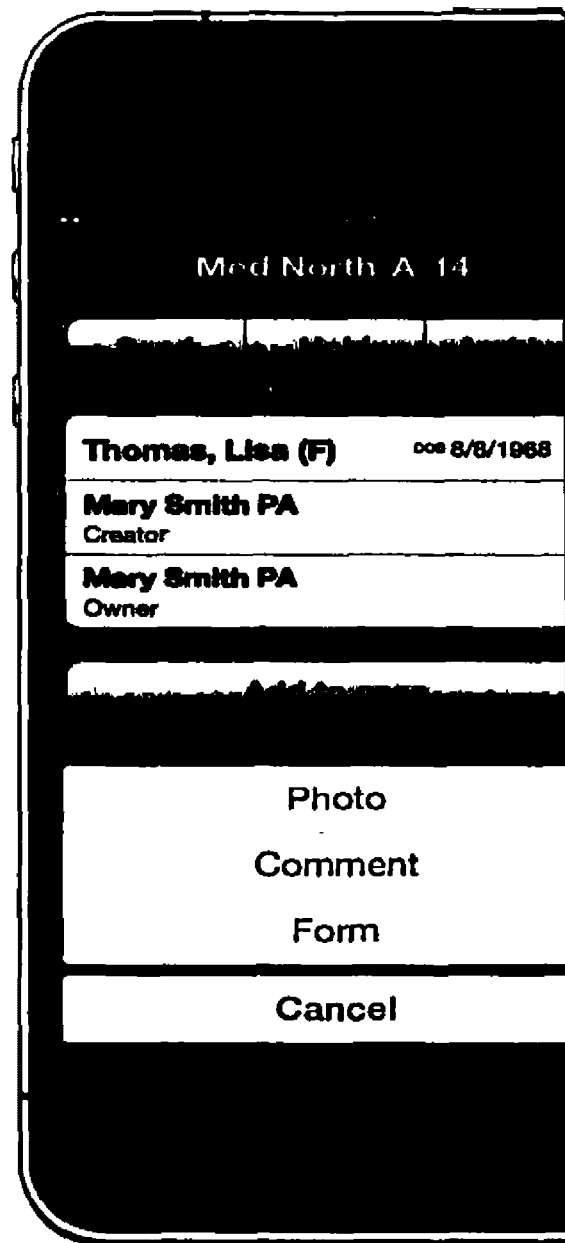 Med North A 14
Thomas, Lisa (F) DOB 8/8/1968
Mary Smith PA
Creator
Mary Smith PA
Owner
Photo
Comment
Form
Cancel